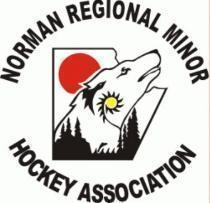 NORMAN REGIONAL MINOR
HOCKEY ASSOCIATION